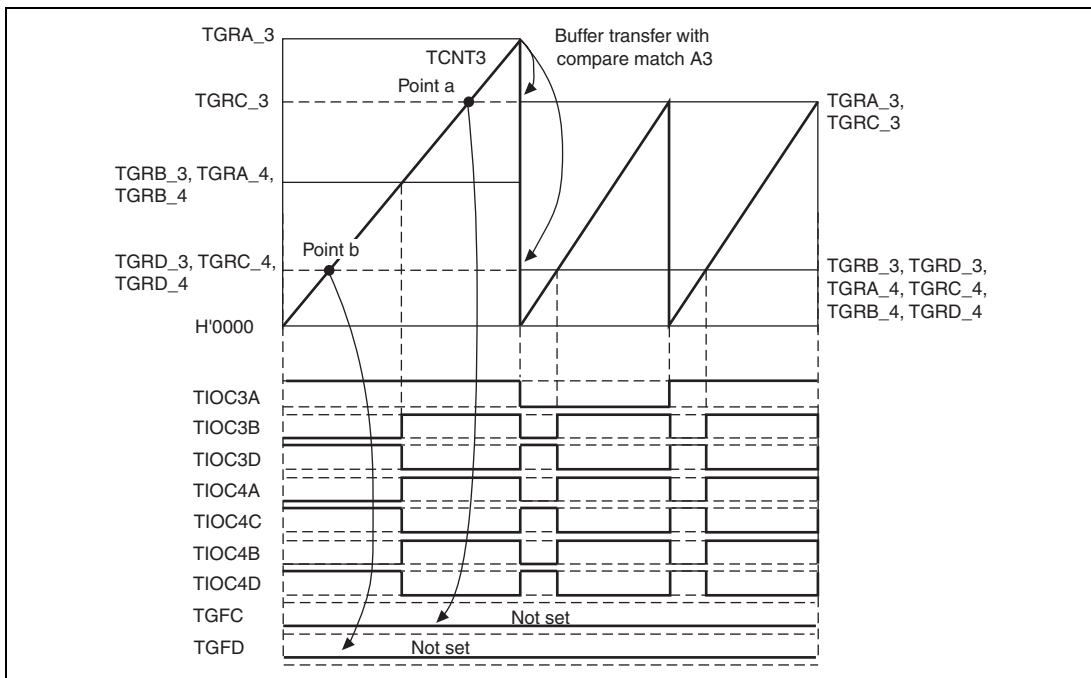 TGRA_3
TCNT3
Buffer transfer with
compare match A3
Point a
TGRC_3
TGRA_3,
TGRC_3
TGRB_3, TGRA_4,
TGRB_4
Point b
TGRD_3, TGRC_4,
TGRD_4
TGRB_3, TGRD_3,
TGRA_4, TGRC_4,
TGRB_4, TGRD_4
H'0000
TIOC3A
TIOC3B
TIOC3D
TIOC4A
TIOC4C
TIOC4B
TIOC4D
TGFC
Not set
TGFD
Not set